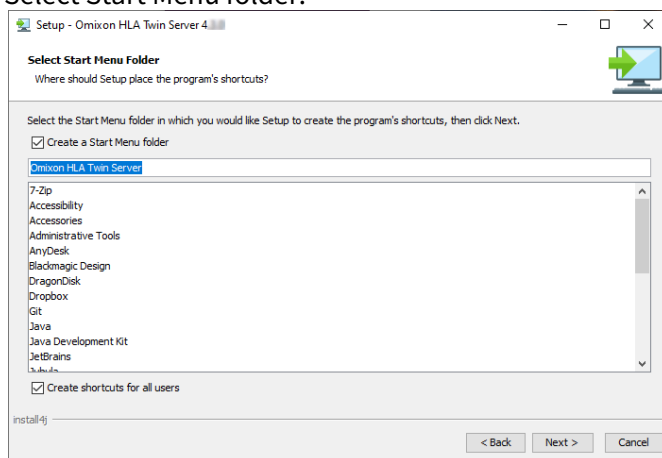 Select Start Menu folder.
Setup - Omixon HLA Twin Server 4.
Select Start Menu Folder
Where should Setup place the program's shortcuts?
Select the Start Menu folder in which you would like Setup to create the program's shortcuts, then click Next.
Create a Start Menu folder
Omixon HLA Twin Server
7-Zip
Accessibility
Accessories
Administrative Tools
AnyDesk
Blackmagic Design
DragonDisk
Dropbox
Git
Java
Java Development Kit
JetBrains
Create shortcuts for all users
install4j
< Back
Next >
Cancel